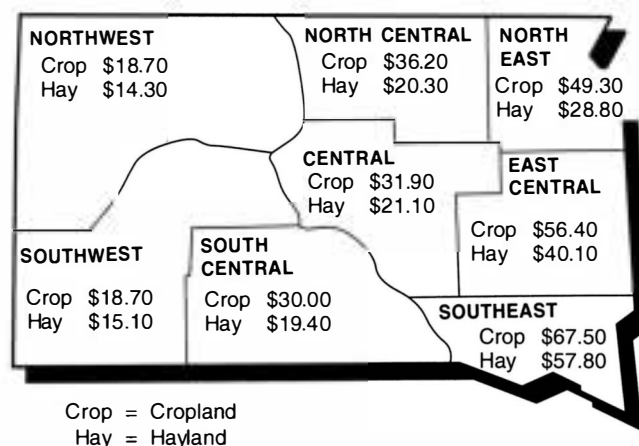 NORTHWEST
Crop $18.70
Hay $14.30
NORTH CENTRAL
Crop $36.20
Hay $20.30
NORTH
EAST
Crop $49.30
Hay $28.80
CENTRAL
Crop $31.90
Hay $21.10
EAST
CENTRAL
Crop $56.40
Hay $40.10
SOUTHWEST
Crop $18.70
Hay $15.10
SOUTH
CENTRAL
Crop $30.00
Hay $19.40
SOUTHEAST
Crop $67.50
Hay $57.80
Crop = Cropland
Hay = Hayland